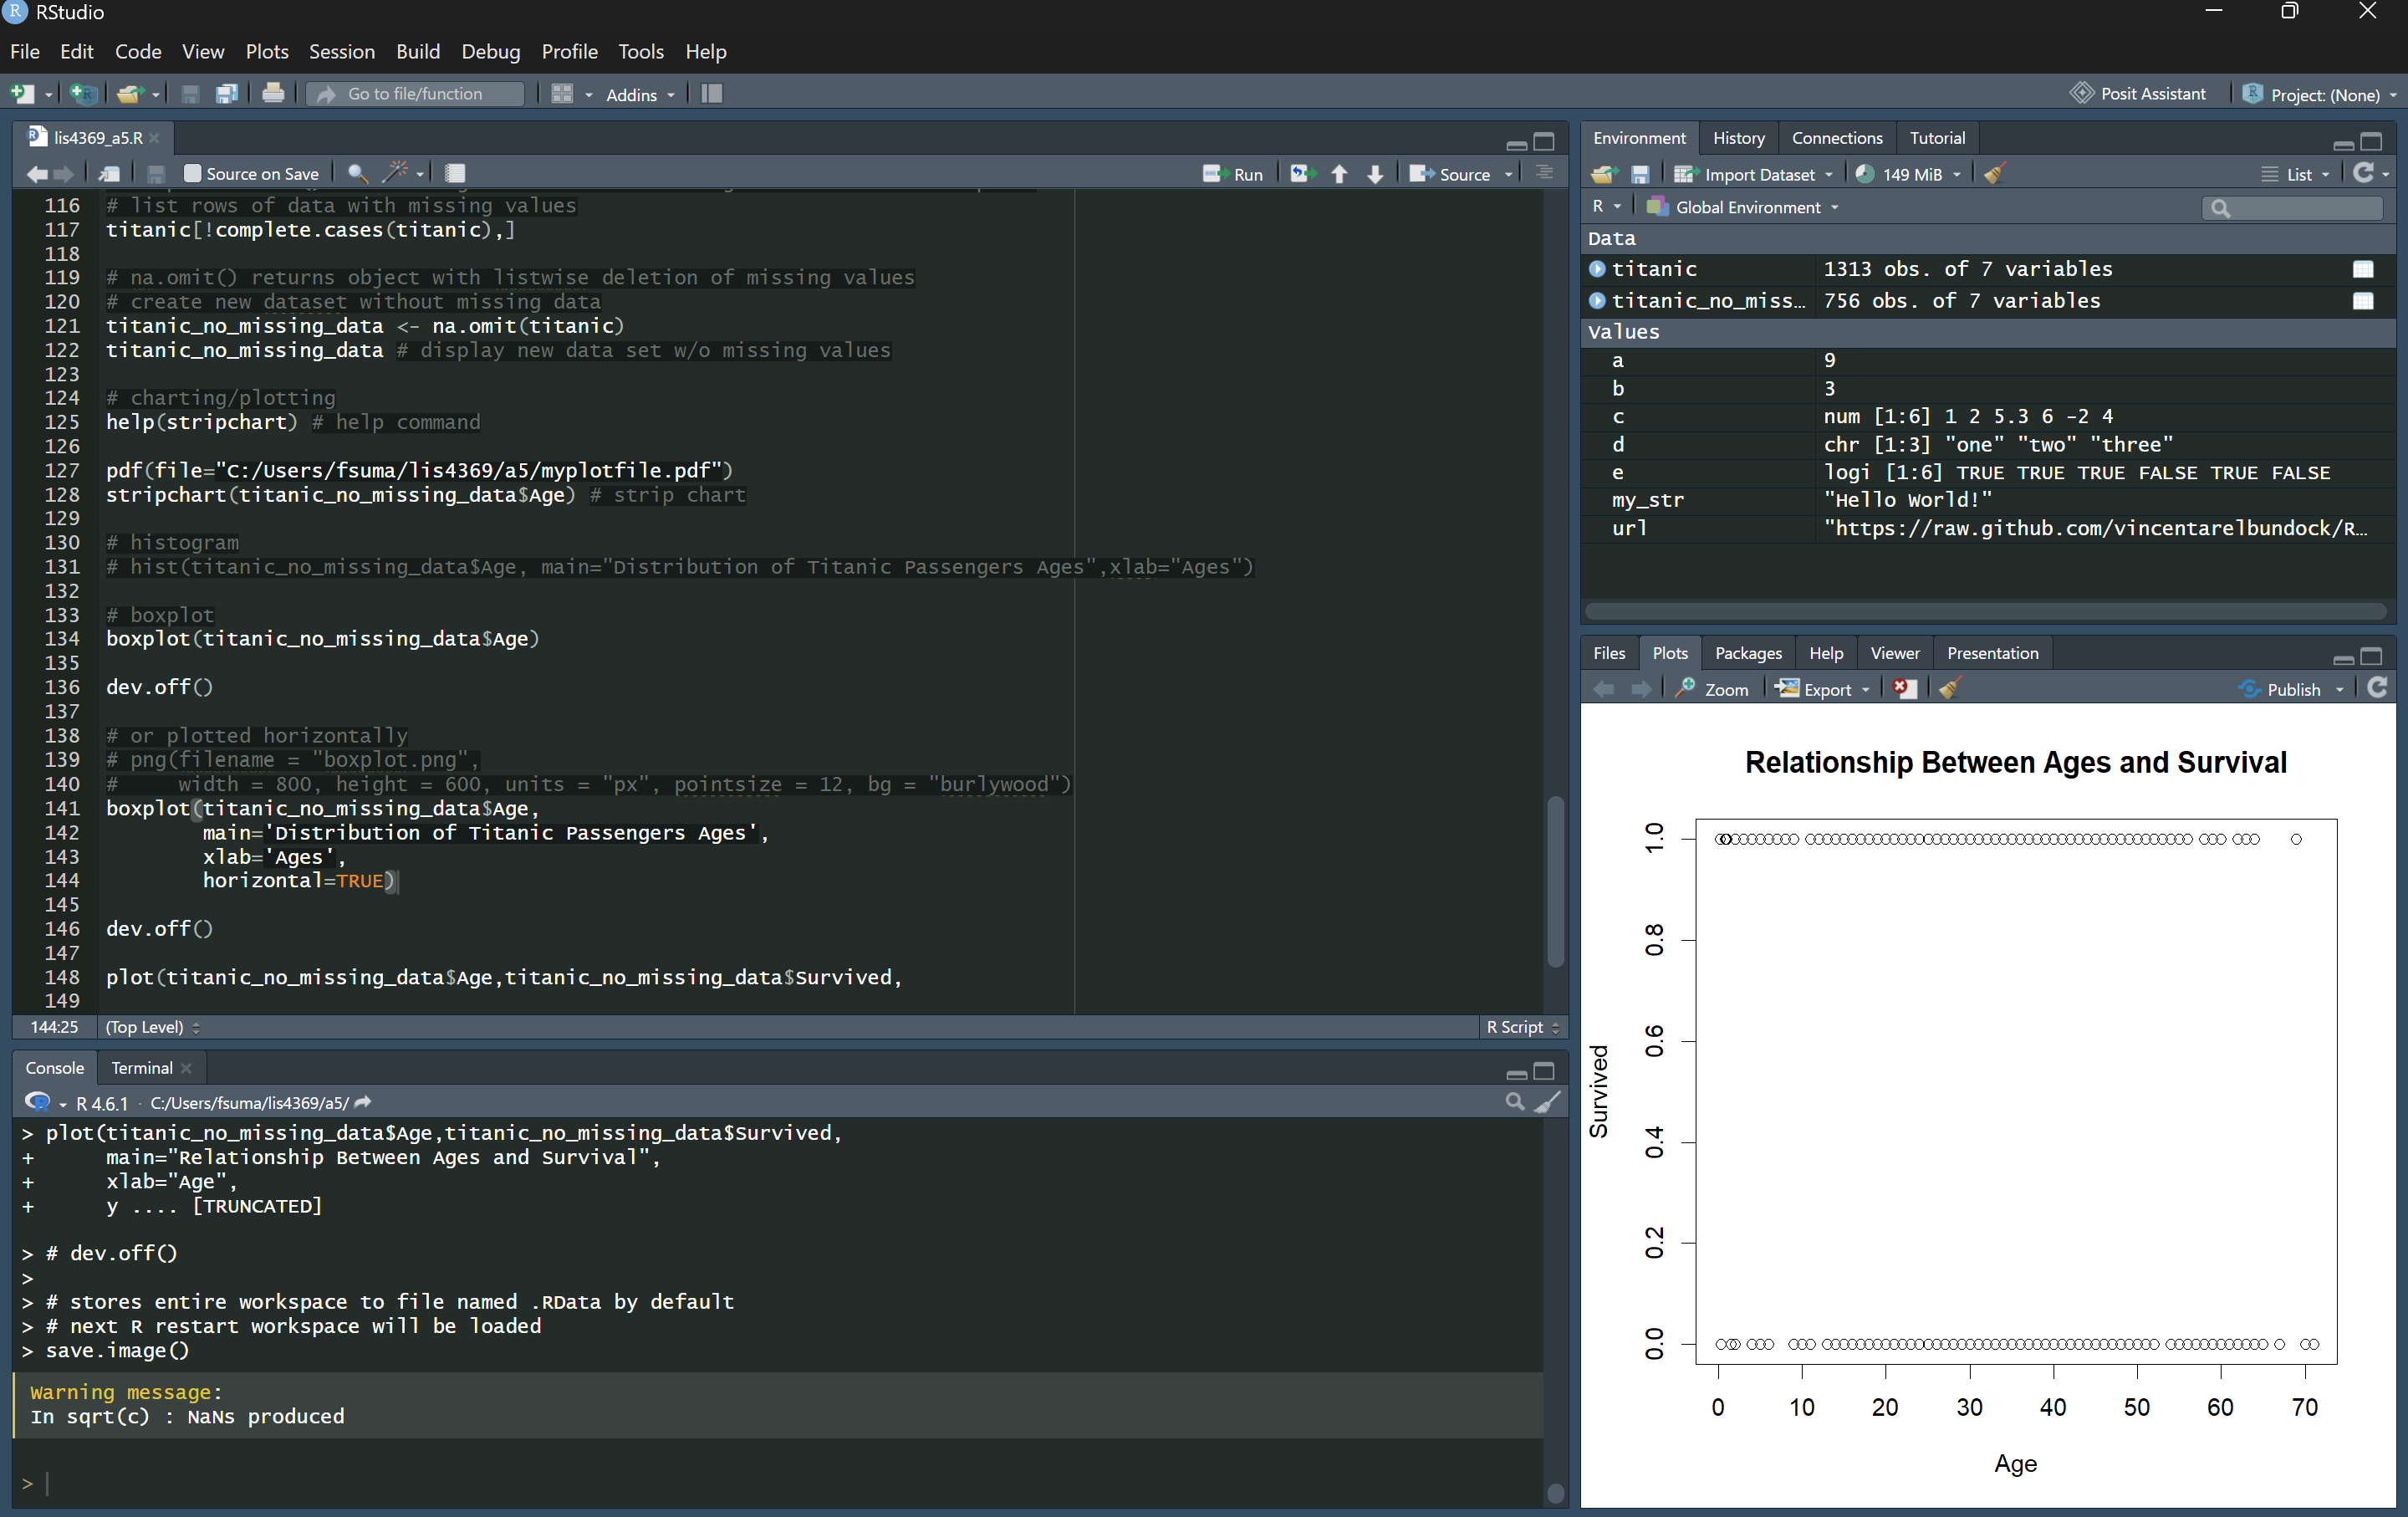 RStudio
File Edit Code View Plots Session Build Debug Profile Tools Help
Go to file/function Addins Posit Assistant Project: (None)
lis4369_a5.R
Source on Save Run Source
116 # list rows of data with missing values
117 titanic[!complete.cases(titanic),]
118
119 # na.omit() returns object with listwise deletion of missing values
120 # create new dataset without missing data
121 titanic_no_missing_data <- na.omit(titanic)
122 titanic_no_missing_data # display new data set w/o missing values
123
124 # charting/plotting
125 help(stripchart) # help command
126
127 pdf(file="C:/Users/fsuma/lis4369/a5/myplotfile.pdf")
128 stripchart(titanic_no_missing_data$Age) # strip chart
129
130 # histogram
131 # hist(titanic_no_missing_data$Age, main="Distribution of Titanic Passengers Ages",xlab="Ages")
132
133 # boxplot
134 boxplot(titanic_no_missing_data$Age)
135
136 dev.off()
137
138 # or plotted horizontally
139 # png(filename = "boxplot.png",
140 #     width = 800, height = 600, units = "px", pointsize = 12, bg = "burlywood")
141 boxplot(titanic_no_missing_data$Age,
142         main='Distribution of Titanic Passengers Ages',
143         xlab='Ages',
144         horizontal=TRUE)
145
146 dev.off()
147
148 plot(titanic_no_missing_data$Age,titanic_no_missing_data$Survived,
149
144:25 (Top Level) R Script
Console Terminal
R 4.6.1 · C:/Users/fsuma/lis4369/a5/
> plot(titanic_no_missing_data$Age,titanic_no_missing_data$Survived,
+      main="Relationship Between Ages and Survival",
+      xlab="Age",
+      y .... [TRUNCATED]
> # dev.off()
>
> # stores entire workspace to file named .RData by default
> # next R restart workspace will be loaded
> save.image()
Warning message:
In sqrt(c) : NaNs produced
>
Environment History Connections Tutorial
Import Dataset 149 MiB List
R Global Environment
Data
titanic 1313 obs. of 7 variables
titanic_no_miss... 756 obs. of 7 variables
Values
a 9
b 3
c num [1:6] 1 2 5.3 6 -2 4
d chr [1:3] "one" "two" "three"
e logi [1:6] TRUE TRUE TRUE FALSE TRUE FALSE
my_str "Hello World!"
url "https://raw.github.com/vincentarelbundock/R...
Files Plots Packages Help Viewer Presentation
Zoom Export Publish
Relationship Between Ages and Survival
1.0
0.8
0.6
0.4
0.2
0.0
Survived
0 10 20 30 40 50 60 70
Age